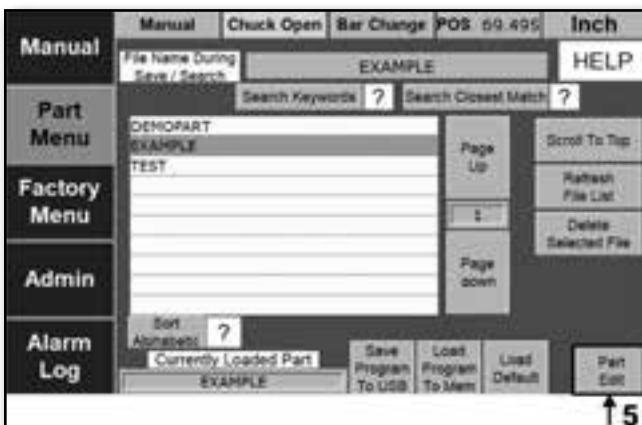 Manual
Chuck Open
Bar Change
POS 69.495
Inch
Manual
File Name During
Save / Search
EXAMPLE
HELP
Search Keywords
?
Search Closest Match
?
Part
Menu
DEMOPART
EXAMPLE
TEST
Page
Up
Scroll To Top
Refresh
File List
Factory
Menu
1
Delete
Selected File
Admin
Page
down
Sort
Alphabetic
?
Alarm
Log
Currently Loaded Part
EXAMPLE
Save
Program
To USB
Load
Program
To Mem
Load
Default
Part
Edit
5